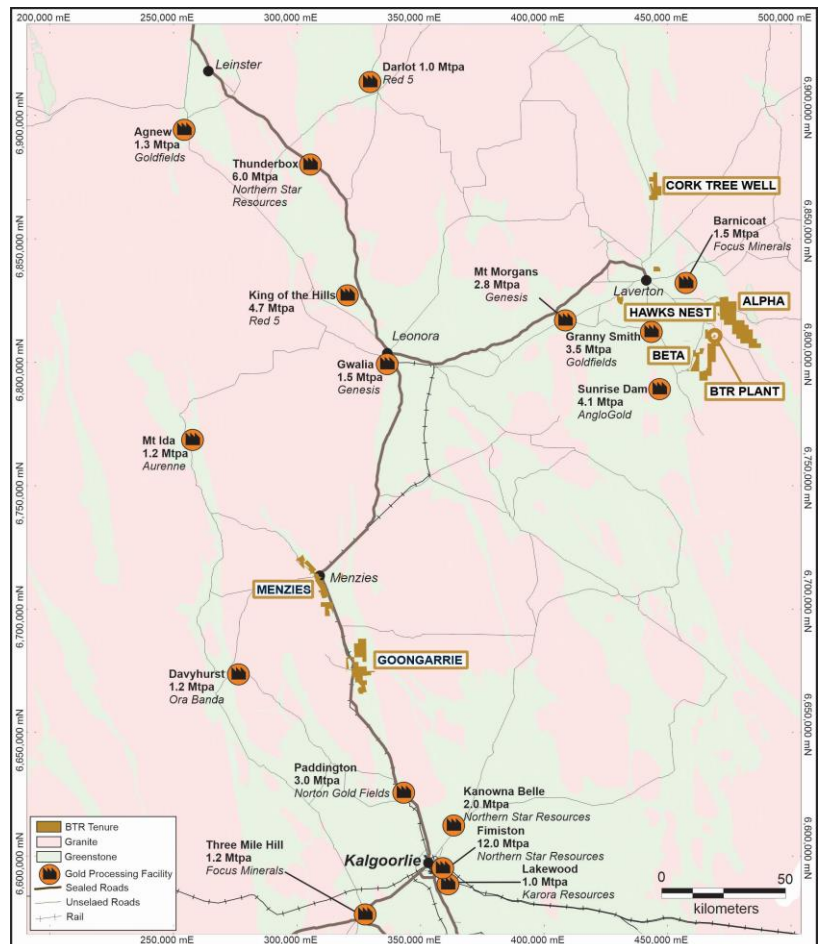 200,000 mE
250,000 mE
300,000 mE
350,000 mE
400,000 mE
450,000 mE
500,000 mE
Leinster
Darlot 1.0 Mtpa
Red 5
6,900,000 mN
6,900,000 mN
Agnew
1.3 Mtpa
Goldfields
Thunderbox
6.0 Mtpa
Northern Star
Resources
CORK TREE WELL
6,850,000 mN
6,850,000 mN
Barnicoat
1.5 Mtpa
Focus Minerals
Mt Morgans
2.8 Mtpa
Genesis
Laverton
King of the Hills
4.7 Mtpa
Red 5
HAWKS NEST
ALPHA
Leonora
Granny Smith
3.5 Mtpa
Goldfields
BETA
BTR PLANT
6,800,000 mN
6,800,000 mN
Gwalia
1.5 Mtpa
Genesis
Sunrise Dam
4.1 Mtpa
AngloGold
Mt Ida
1.2 Mtpa
Aurenne
6,750,000 mN
6,750,000 mN
Menzies
MENZIES
6,700,000 mN
6,700,000 mN
GOONGARRIE
Davyhurst
1.2 Mtpa
Ora Banda
6,650,000 mN
6,650,000 mN
Paddington
3.0 Mtpa
Norton Gold Fields
Kanowna Belle
2.0 Mtpa
Northern Star Resources
Fimiston
12.0 Mtpa
Northern Star Resources
6,600,000 mN
6,600,000 mN
Kalgoorlie
Three Mile Hill
1.2 Mtpa
Focus Minerals
Lakewood
1.0 Mtpa
Karora Resources
BTR Tenure
Granite
Greenstone
Gold Processing Facility
Sealed Roads
Unslaed Roads
Rail
0
50
kilometers
250,000 mE
300,000 mE
350,000 mE
400,000 mE
450,000 mE
500,000 mE